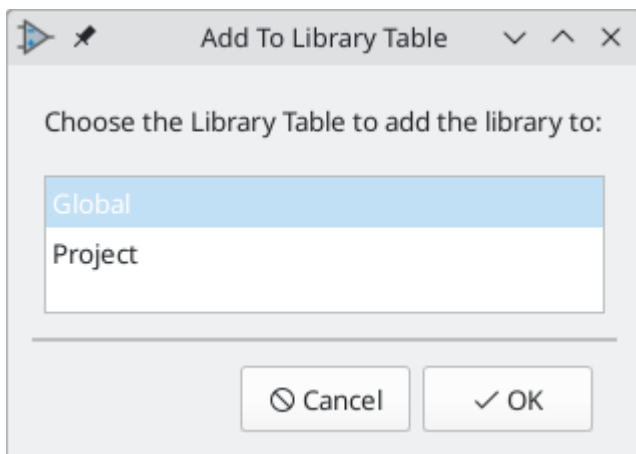 Add To Library Table
Choose the Library Table to add the library to:
Global
Project
Cancel
OK